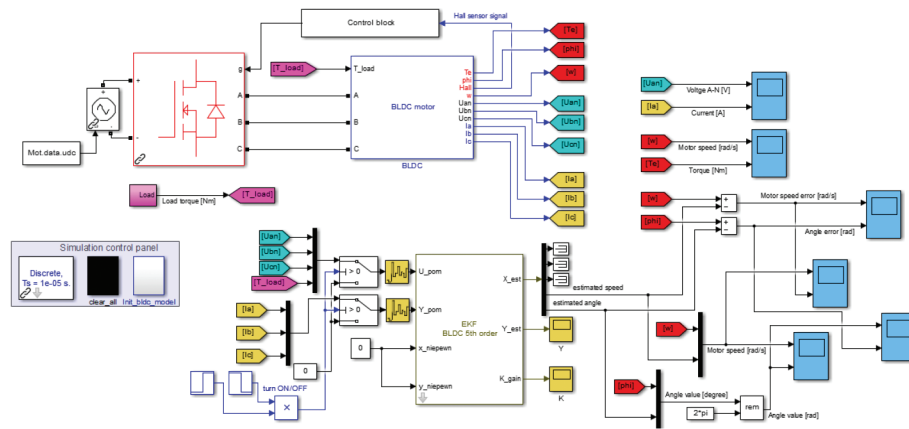 Control block
Hall sensor signal
[Te]
[phi]
[w]
[Uan]
[Ubn]
[Ucn]
[Ia]
[Ib]
[Ic]
[T_load]
T_load
g
A
B
C
+
-
A
B
C
BLDC motor
Te
phi
Hall
w
Uan
Ubn
Ucn
Ia
Ib
Ic
BLDC
Mot.data.udc
Load
Load torque [Nm]
[T_load]
[Uan]
Voltge A-N [V]
[Ia]
Current [A]
[w]
Motor speed [rad/s]
[Te]
Torque [Nm]
[w]
+
−
Motor speed error [rad/s]
[phi]
+
−
Angle error [rad]
Simulation control panel
Discrete,
Ts = 1e-05 s.
clear_all
Init_bldc_model
[Uan]
[Ubn]
[Ucn]
[T_load]
> 0
[Ia]
[Ib]
[Ic]
> 0
0
0
turn ON/OFF
×
U_pom
Y_pom
x_niepewn
y_niepewn
EKF
BLDC 5th order
X_est
Y_est
K_gain
estimated speed
estimated angle
Y
K
[w]
Motor speed [rad/s]
[phi]
Angle value [degree]
2*pi
rem
Angle value [rad]